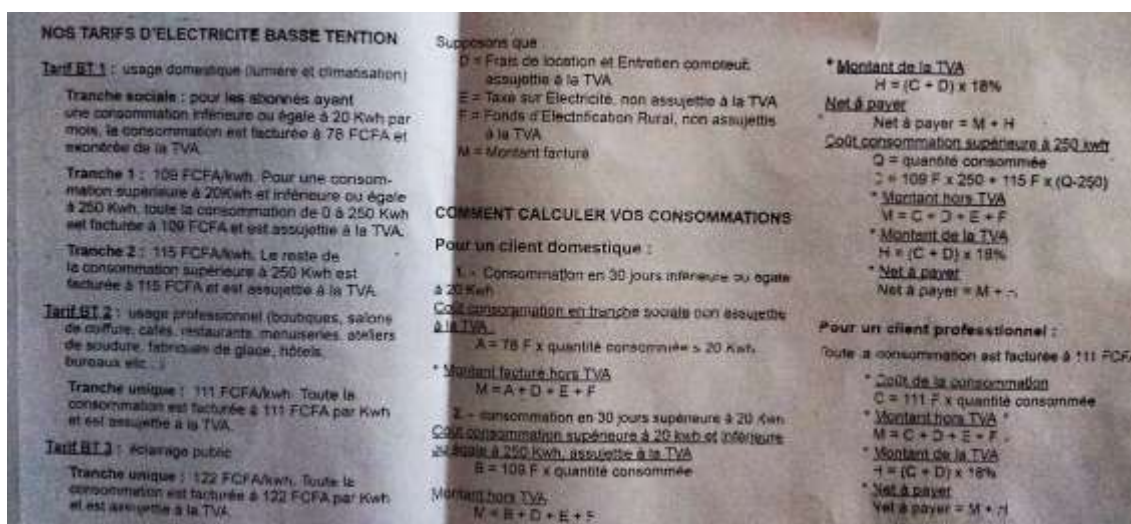 NOS TARIFS D'ELECTRICITE BASSE TENTION
Tarif BT 1 : usage domestique (lumière et climatisation)
Tranche sociale : pour les abonnés ayant
une consommation inférieure ou égale à 20 Kwh par
mois, la consommation est facturée à 78 FCFA et
exonérée de la TVA
Tranche 1 : 109 FCFA/kwh. Pour une consom-
mation supérieure à 20Kwh et inférieure ou égale
à 250 Kwh, toute la consommation de 0 à 250 Kwh
est facturée à 109 FCFA et est assujettie à la TVA.
Tranche 2 : 115 FCFA/kwh. Le reste de
la consommation supérieure à 250 Kwh est
facturée à 115 FCFA et est assujettie à la TVA.
Tarif BT 2 : usage professionnel (boutiques, salons
de coiffure, cafés, restaurants, menuiseries, ateliers
de soudure, fabriques de glace, hôtels,
bureaux etc...)
Tranche unique : 111 FCFA/kwh. Toute la
consommation est facturée à 111 FCFA par Kwh
et est assujettie à la TVA
Tarif BT 3 : éclairage public
Tranche unique : 122 FCFA/kwh. Toute la
consommation est facturée à 122 FCFA par Kwh
et est assujettie à la TVA
Supposons que
D = Frais de location et Entretien compteur,
assujettie à la TVA
E = Taxe sur Electricité, non assujettie à la TVA
F = Fonds d'Electrification Rural, non assujettie
à la TVA
M = Montant facture
COMMENT CALCULER VOS CONSOMMATIONS
Pour un client domestique :
1. - Consommation en 30 jours inférieure ou égale
à 20 Kwh
Coût consommation en tranche sociale non assujettie
à la TVA
A = 78 F x quantité consommée ≤ 20 Kwh
* Montant facture hors TVA
M = A + D + E + F
2. - consommation en 30 jours supérieure à 20 Kwh
Coût consommation supérieure à 20 kwh et inférieure
ou égale à 250 Kwh, assujettie à la TVA
B = 109 F x quantité consommée
Montant hors TVA
M = B + D + E + F
* Montant de la TVA
H = (C + D) x 18%
Net à payer
Net à payer = M + H
Coût consommation supérieure à 250 kwh
Q = quantité consommée
C = 109 F x 250 + 115 F x (Q-250)
* Montant hors TVA
M = C + D + E + F
* Montant de la TVA
H = (C + D) x 18%
* Net à payer
Net à payer = M + H
Pour un client professtionnel :
Toute la consommation est facturée à 111 FCFA
* Coût de la consommation
C = 111 F x quantité consommée
* Montant hors TVA *
M = C + D + E + F
* Montant de la TVA
H = (C + D) x 18%
* Net à payer
Net à payer = M + H